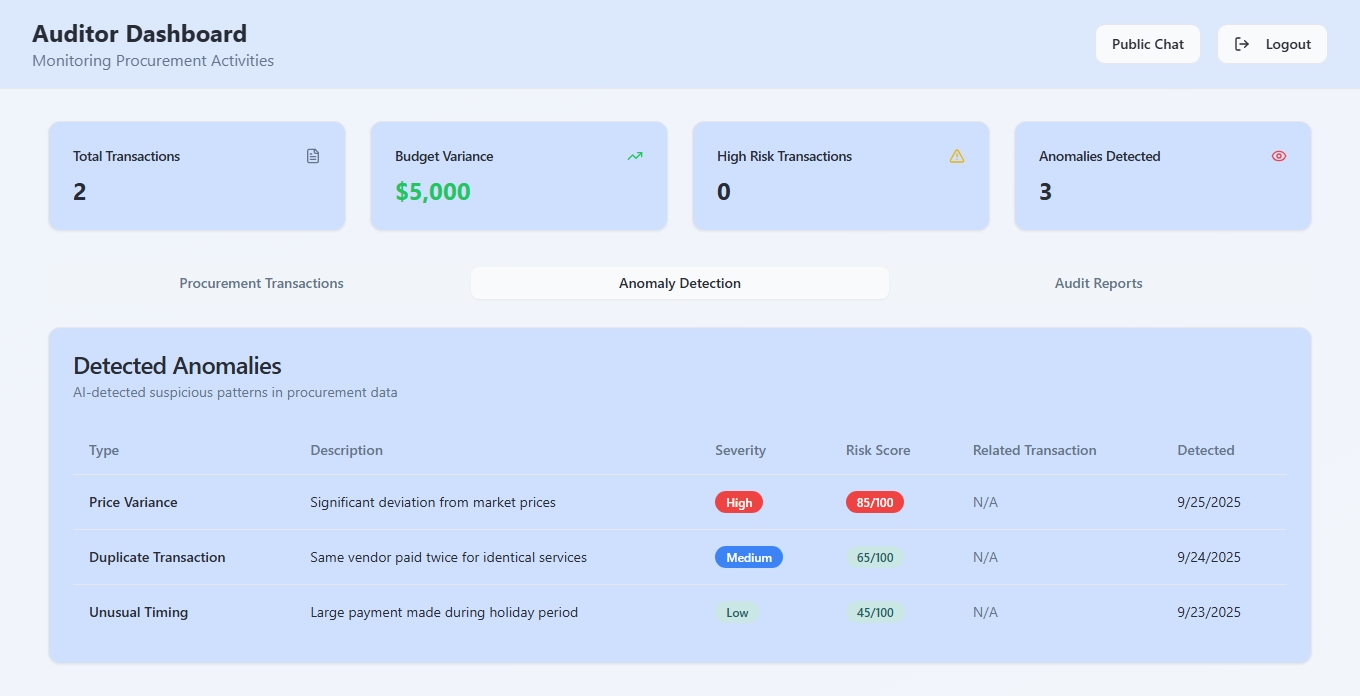 Auditor Dashboard
Monitoring Procurement Activities
Public Chat
Logout
Total Transactions
2
Budget Variance
$5,000
High Risk Transactions
0
Anomalies Detected
3
Procurement Transactions
Anomaly Detection
Audit Reports
Detected Anomalies
AI-detected suspicious patterns in procurement data
Type Description Severity Risk Score Related Transaction Detected
Price Variance Significant deviation from market prices High 85/100 N/A 9/25/2025
Duplicate Transaction Same vendor paid twice for identical services Medium 65/100 N/A 9/24/2025
Unusual Timing Large payment made during holiday period Low 45/100 N/A 9/23/2025